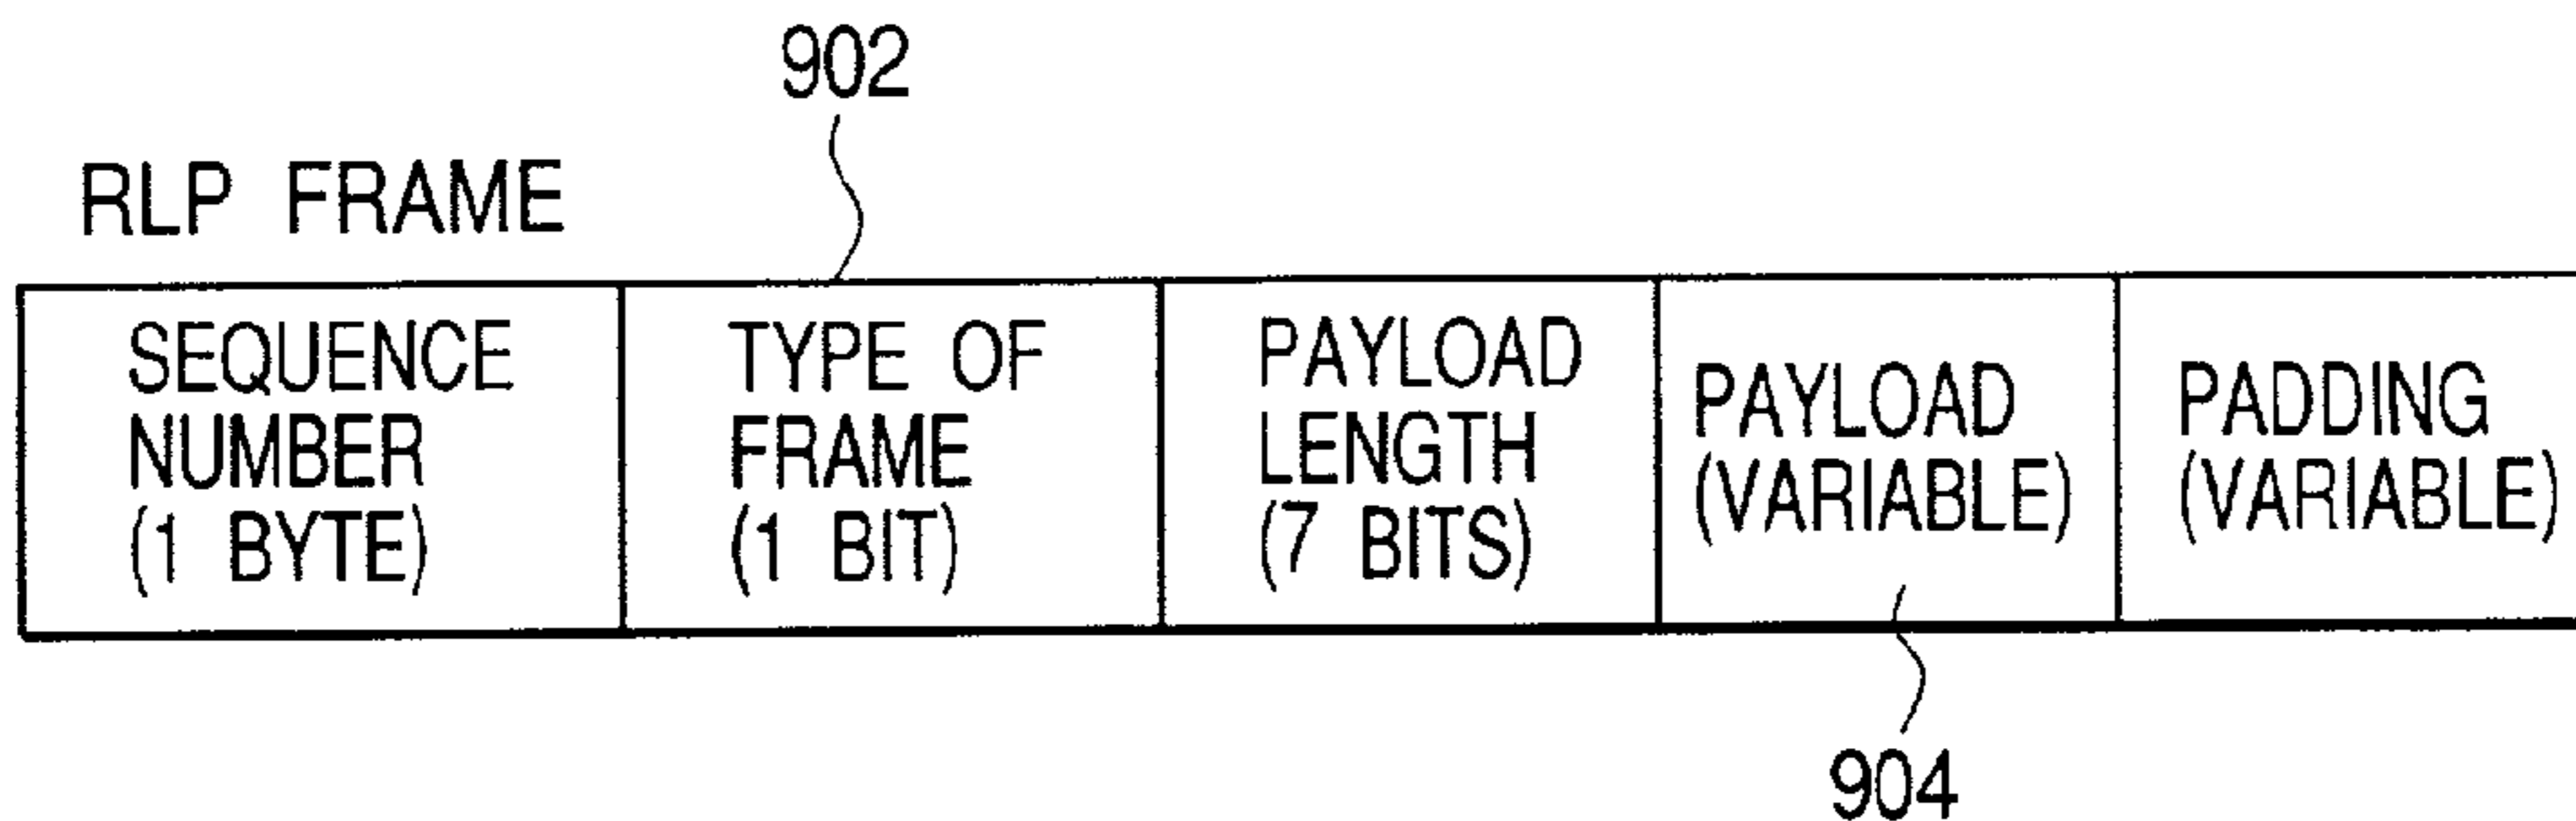 902
RLP FRAME
SEQUENCE
NUMBER
(1 BYTE)
TYPE OF
FRAME
(1 BIT)
PAYLOAD
LENGTH
(7 BITS)
PAYLOAD
(VARIABLE)
PADDING
(VARIABLE)
904